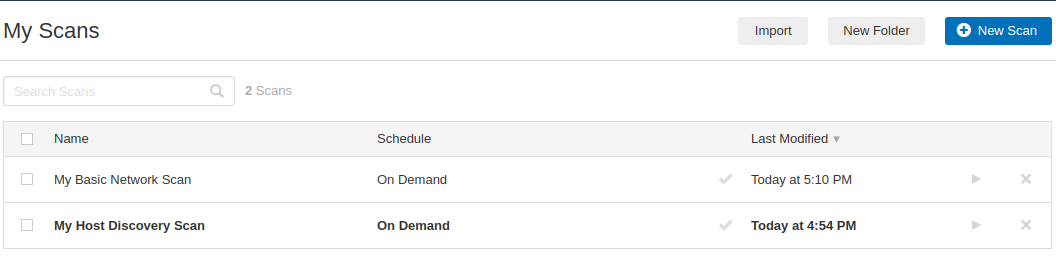 My Scans
Import
New Folder
New Scan
Search Scans
2 Scans
Name Schedule Last Modified
My Basic Network Scan On Demand Today at 5:10 PM
My Host Discovery Scan On Demand Today at 4:54 PM